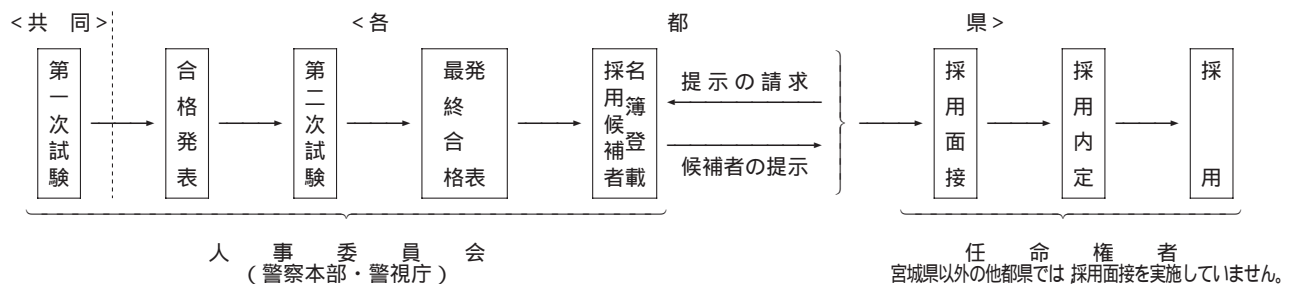 <共 同>
<各 都 県>
第一次試験
合格発表
第二次試験
最終合格
発表
採用候補者
名簿登載
提示の請求
候補者の提示
採用面接
採用内定
採用
人事委員会
(警察本部・警視庁)
任命権者
宮城県以外の他都県では,採用面接を実施していません。